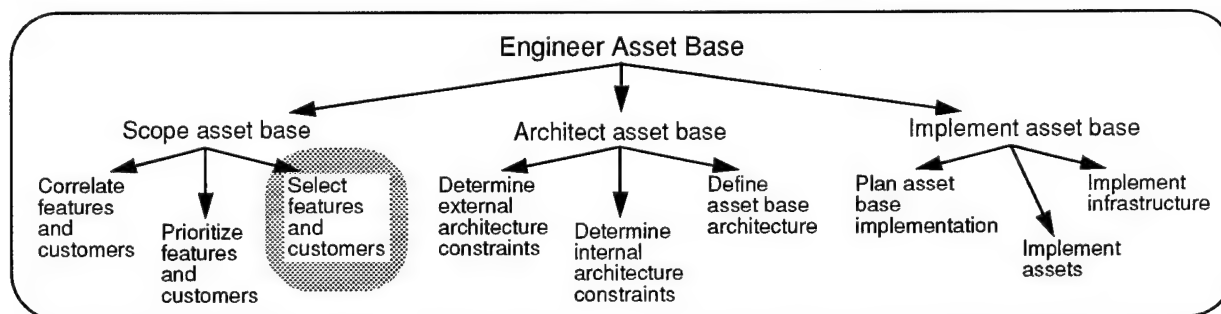 Engineer Asset Base
Scope asset base
Architect asset base
Implement asset base
Correlate
features
and
customers
Prioritize
features
and
customers
Select
features
and
customers
Determine
external
architecture
constraints
Determine
internal
architecture
constraints
Define
asset base
architecture
Plan asset
base
implementation
Implement
assets
Implement
infrastructure